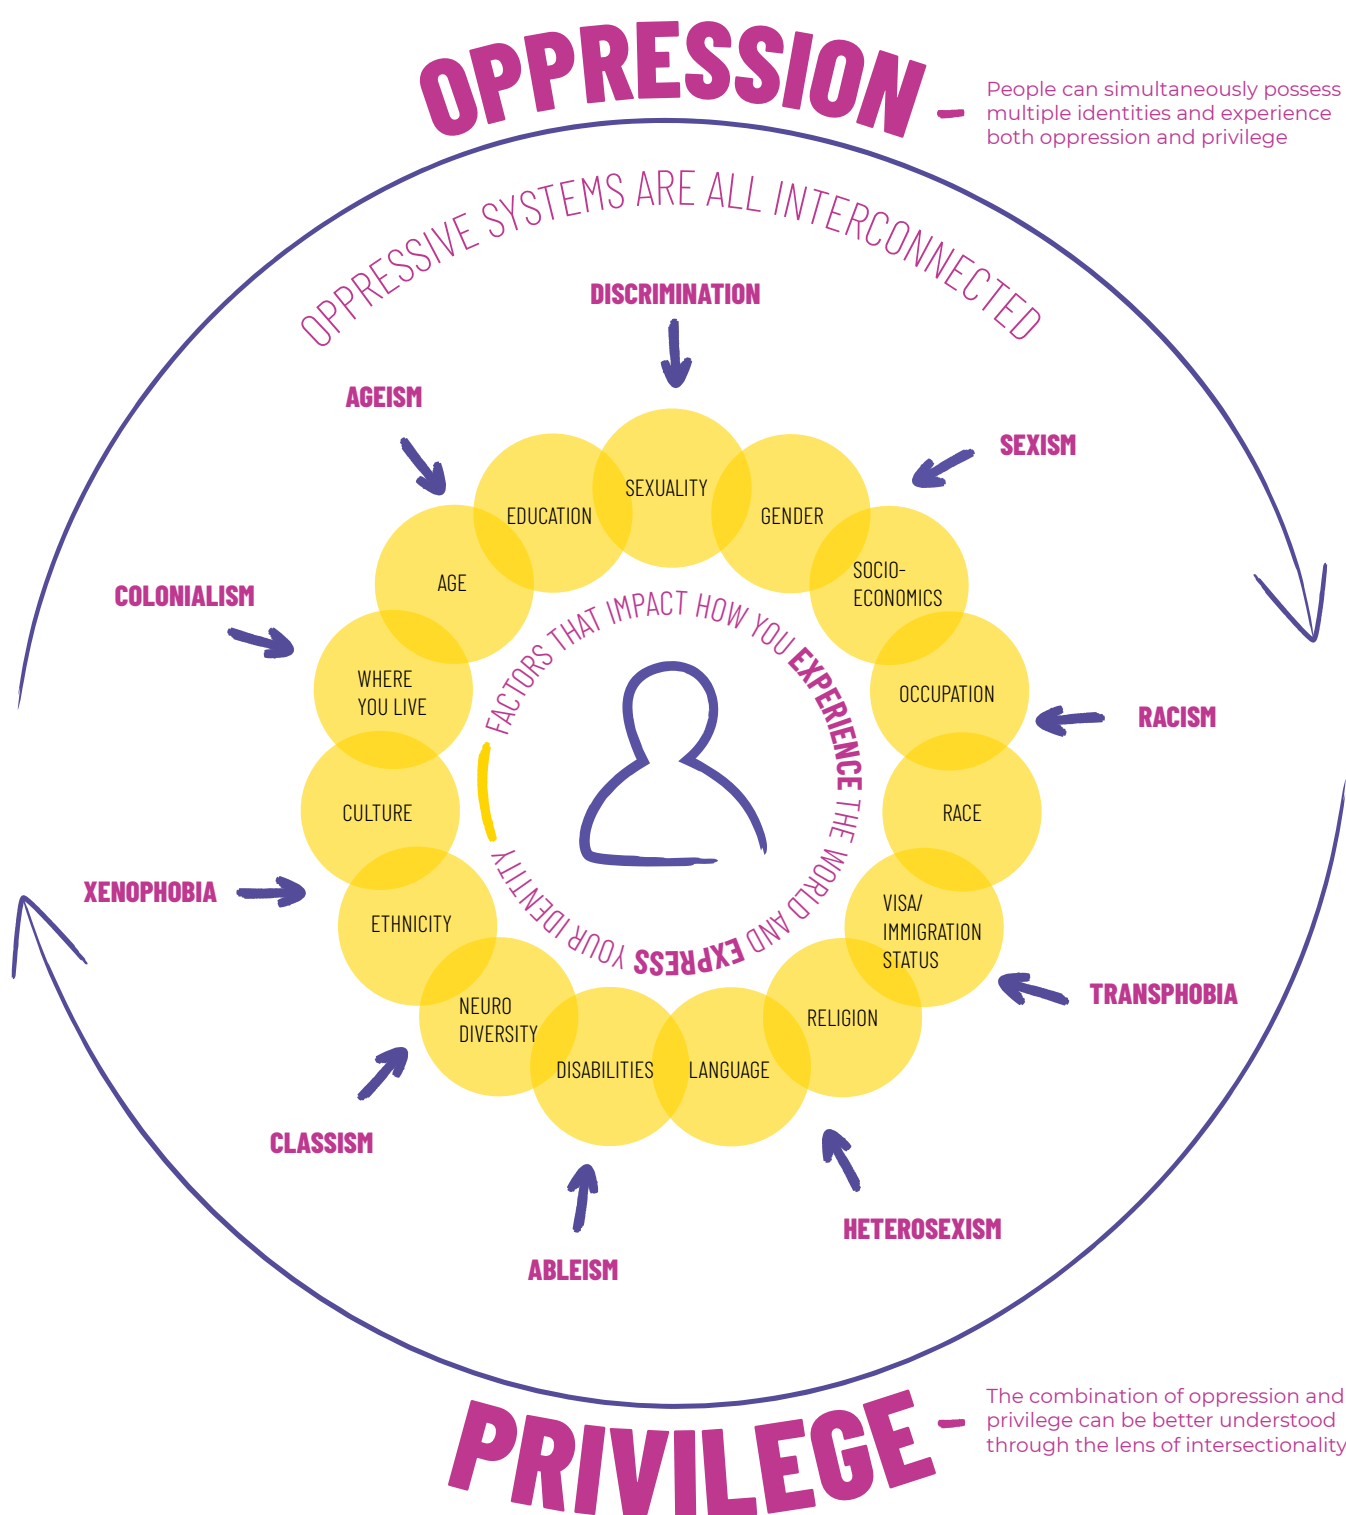 OPPRESSION
People can simultaneously possess
multiple identities and experience
both oppression and privilege
OPPRESSIVE SYSTEMS ARE ALL INTERCONNECTED
DISCRIMINATION
AGEISM
SEXISM
COLONIALISM
RACISM
XENOPHOBIA
TRANSPHOBIA
CLASSISM
HETEROSEXISM
ABLEISM
SEXUALITY
GENDER
SOCIO-
ECONOMICS
OCCUPATION
RACE
VISA/
IMMIGRATION
STATUS
RELIGION
LANGUAGE
DISABILITIES
NEURO
DIVERSITY
ETHNICITY
CULTURE
WHERE
YOU LIVE
AGE
EDUCATION
FACTORS THAT IMPACT HOW YOU EXPERIENCE THE WORLD AND EXPRESS YOUR IDENTITY
PRIVILEGE
The combination of oppression and
privilege can be better understood
through the lens of intersectionality